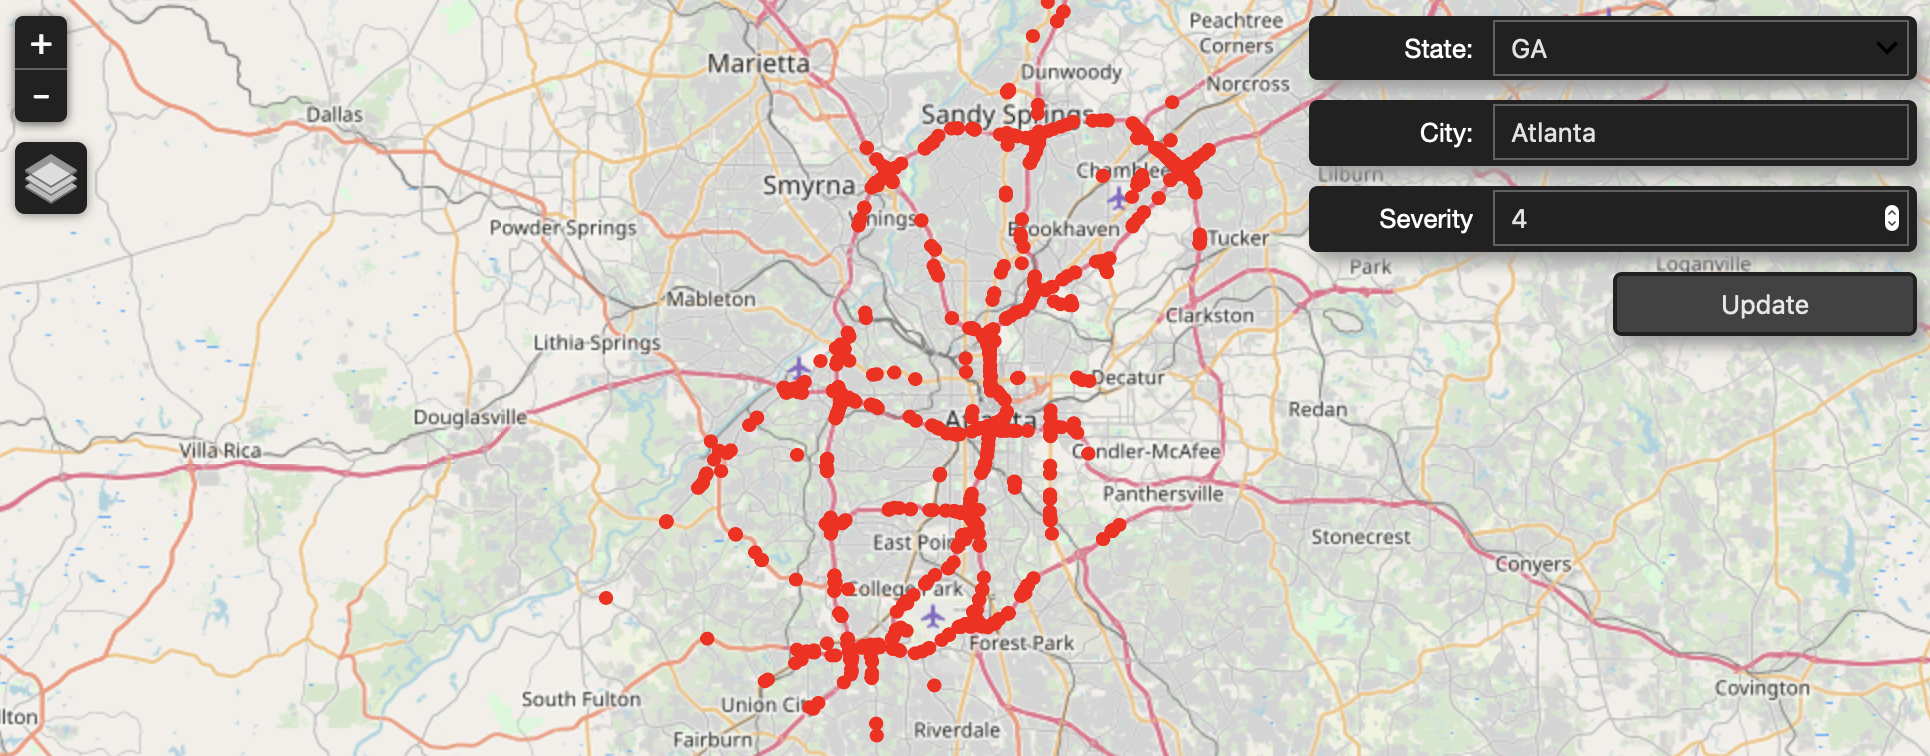 +
−
State: GA
City: Atlanta
Severity 4
Update
Peachtree
Corners
Marietta
Dunwoody
Norcross
Dallas
Sandy Springs
Chamblee
Lilburn
Smyrna
Vinings
Powder Springs
Brookhaven
Tucker
Park
Loganville
Mableton
Clarkston
Lithia Springs
Decatur
Redan
Douglasville
Atlanta
Villa Rica
Candler-McAfee
Panthersville
Stonecrest
East Point
Conyers
College Park
Forest Park
Covington
South Fulton
Union City
lton
Riverdale
Fairburn